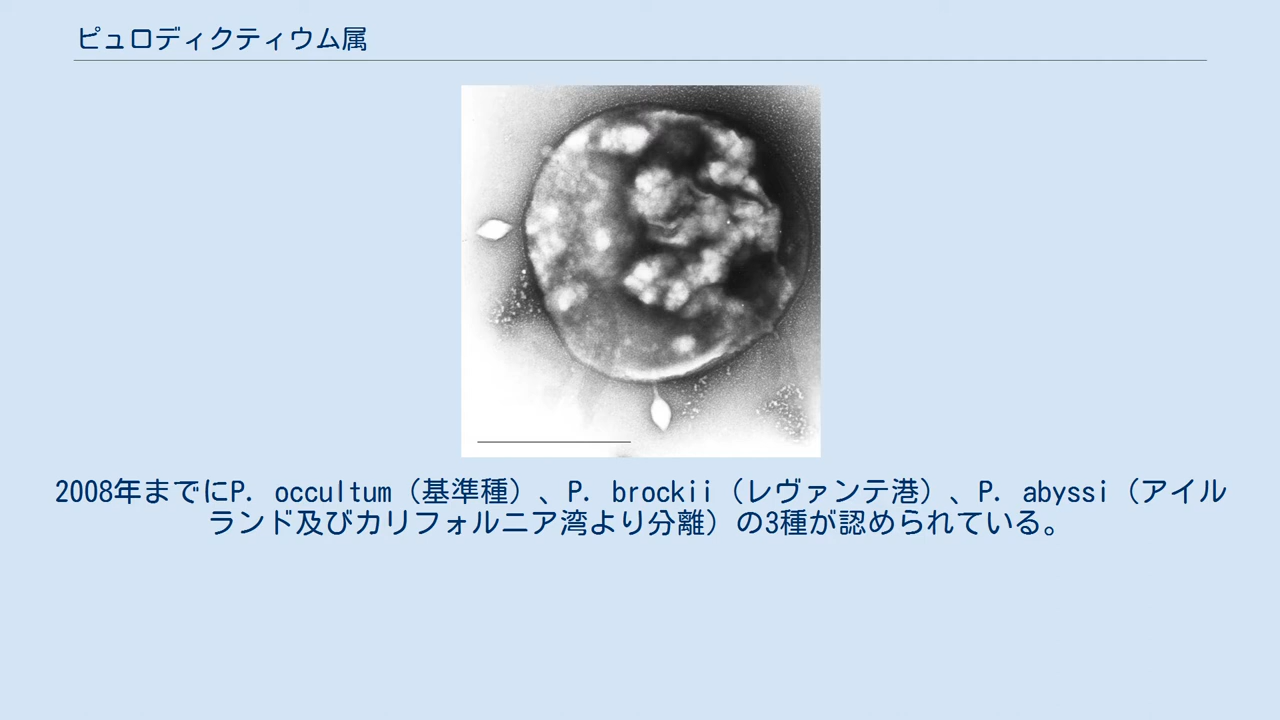 ピュロディクティウム属
2008年までにP. occultum（基準種）、P. brockii（レヴァンテ港）、P. abyssi（アイル
ランド及びカリフォルニア湾より分離）の3種が認められている。